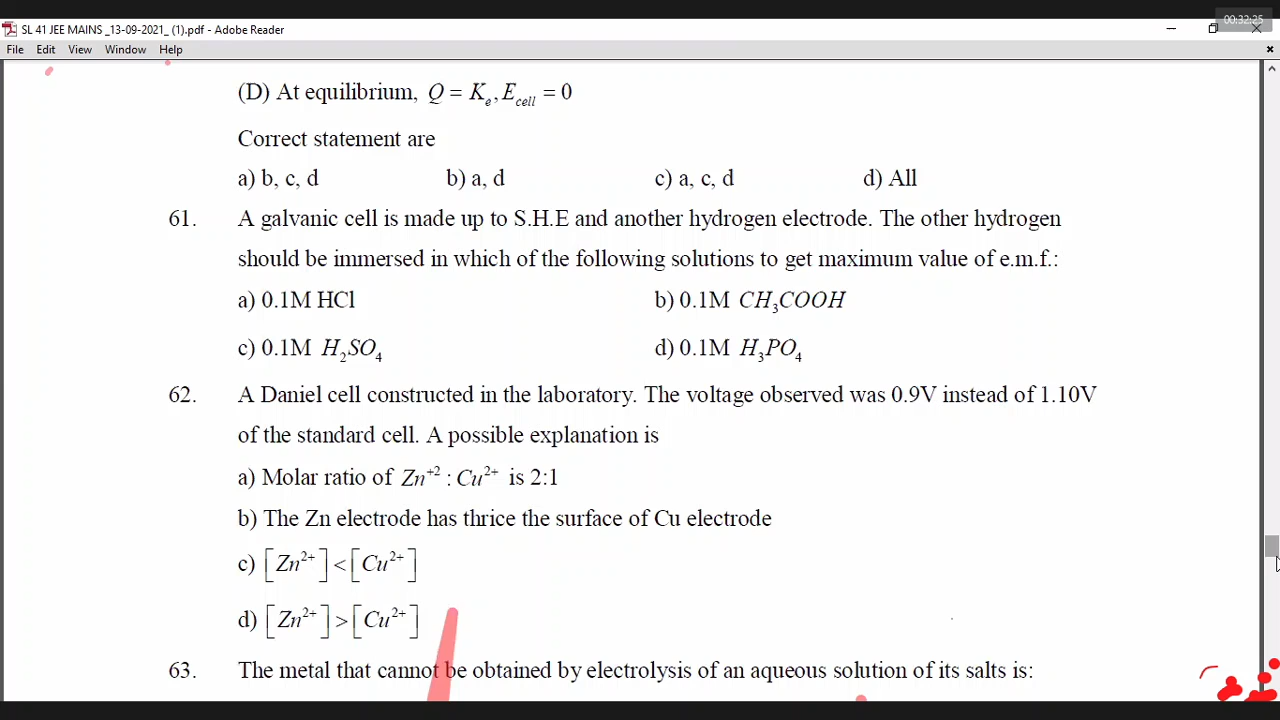 00:32:25
SL 41 JEE MAINS _13-09-2021_ (1).pdf - Adobe Reader
File Edit View Window Help
(D) At equilibrium, Q = Kₑ, E_cell = 0
Correct statement are
a) b, c, d b) a, d c) a, c, d d) All
61. A galvanic cell is made up to S.H.E and another hydrogen electrode. The other hydrogen
should be immersed in which of the following solutions to get maximum value of e.m.f.:
a) 0.1M HCl b) 0.1M CH₃COOH
c) 0.1M H₂SO₄ d) 0.1M H₃PO₄
62. A Daniel cell constructed in the laboratory. The voltage observed was 0.9V instead of 1.10V
of the standard cell. A possible explanation is
a) Molar ratio of Zn⁺² : Cu²⁺ is 2:1
b) The Zn electrode has thrice the surface of Cu electrode
c) [Zn²⁺] < [Cu²⁺]
d) [Zn²⁺] > [Cu²⁺]
63. The metal that cannot be obtained by electrolysis of an aqueous solution of its salts is: